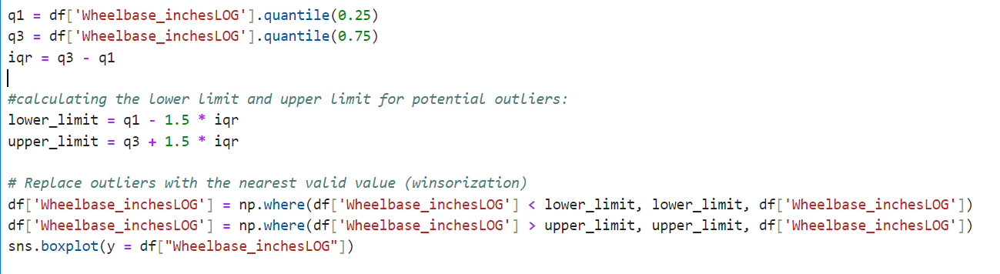 q1 = df['Wheelbase_inchesLOG'].quantile(0.25)
q3 = df['Wheelbase_inchesLOG'].quantile(0.75)
iqr = q3 - q1
#calculating the lower limit and upper limit for potential outliers:
lower_limit = q1 - 1.5 * iqr
upper_limit = q3 + 1.5 * iqr
# Replace outliers with the nearest valid value (winsorization)
df['Wheelbase_inchesLOG'] = np.where(df['Wheelbase_inchesLOG'] < lower_limit, lower_limit, df['Wheelbase_inchesLOG'])
df['Wheelbase_inchesLOG'] = np.where(df['Wheelbase_inchesLOG'] > upper_limit, upper_limit, df['Wheelbase_inchesLOG'])
sns.boxplot(y = df["Wheelbase_inchesLOG"])